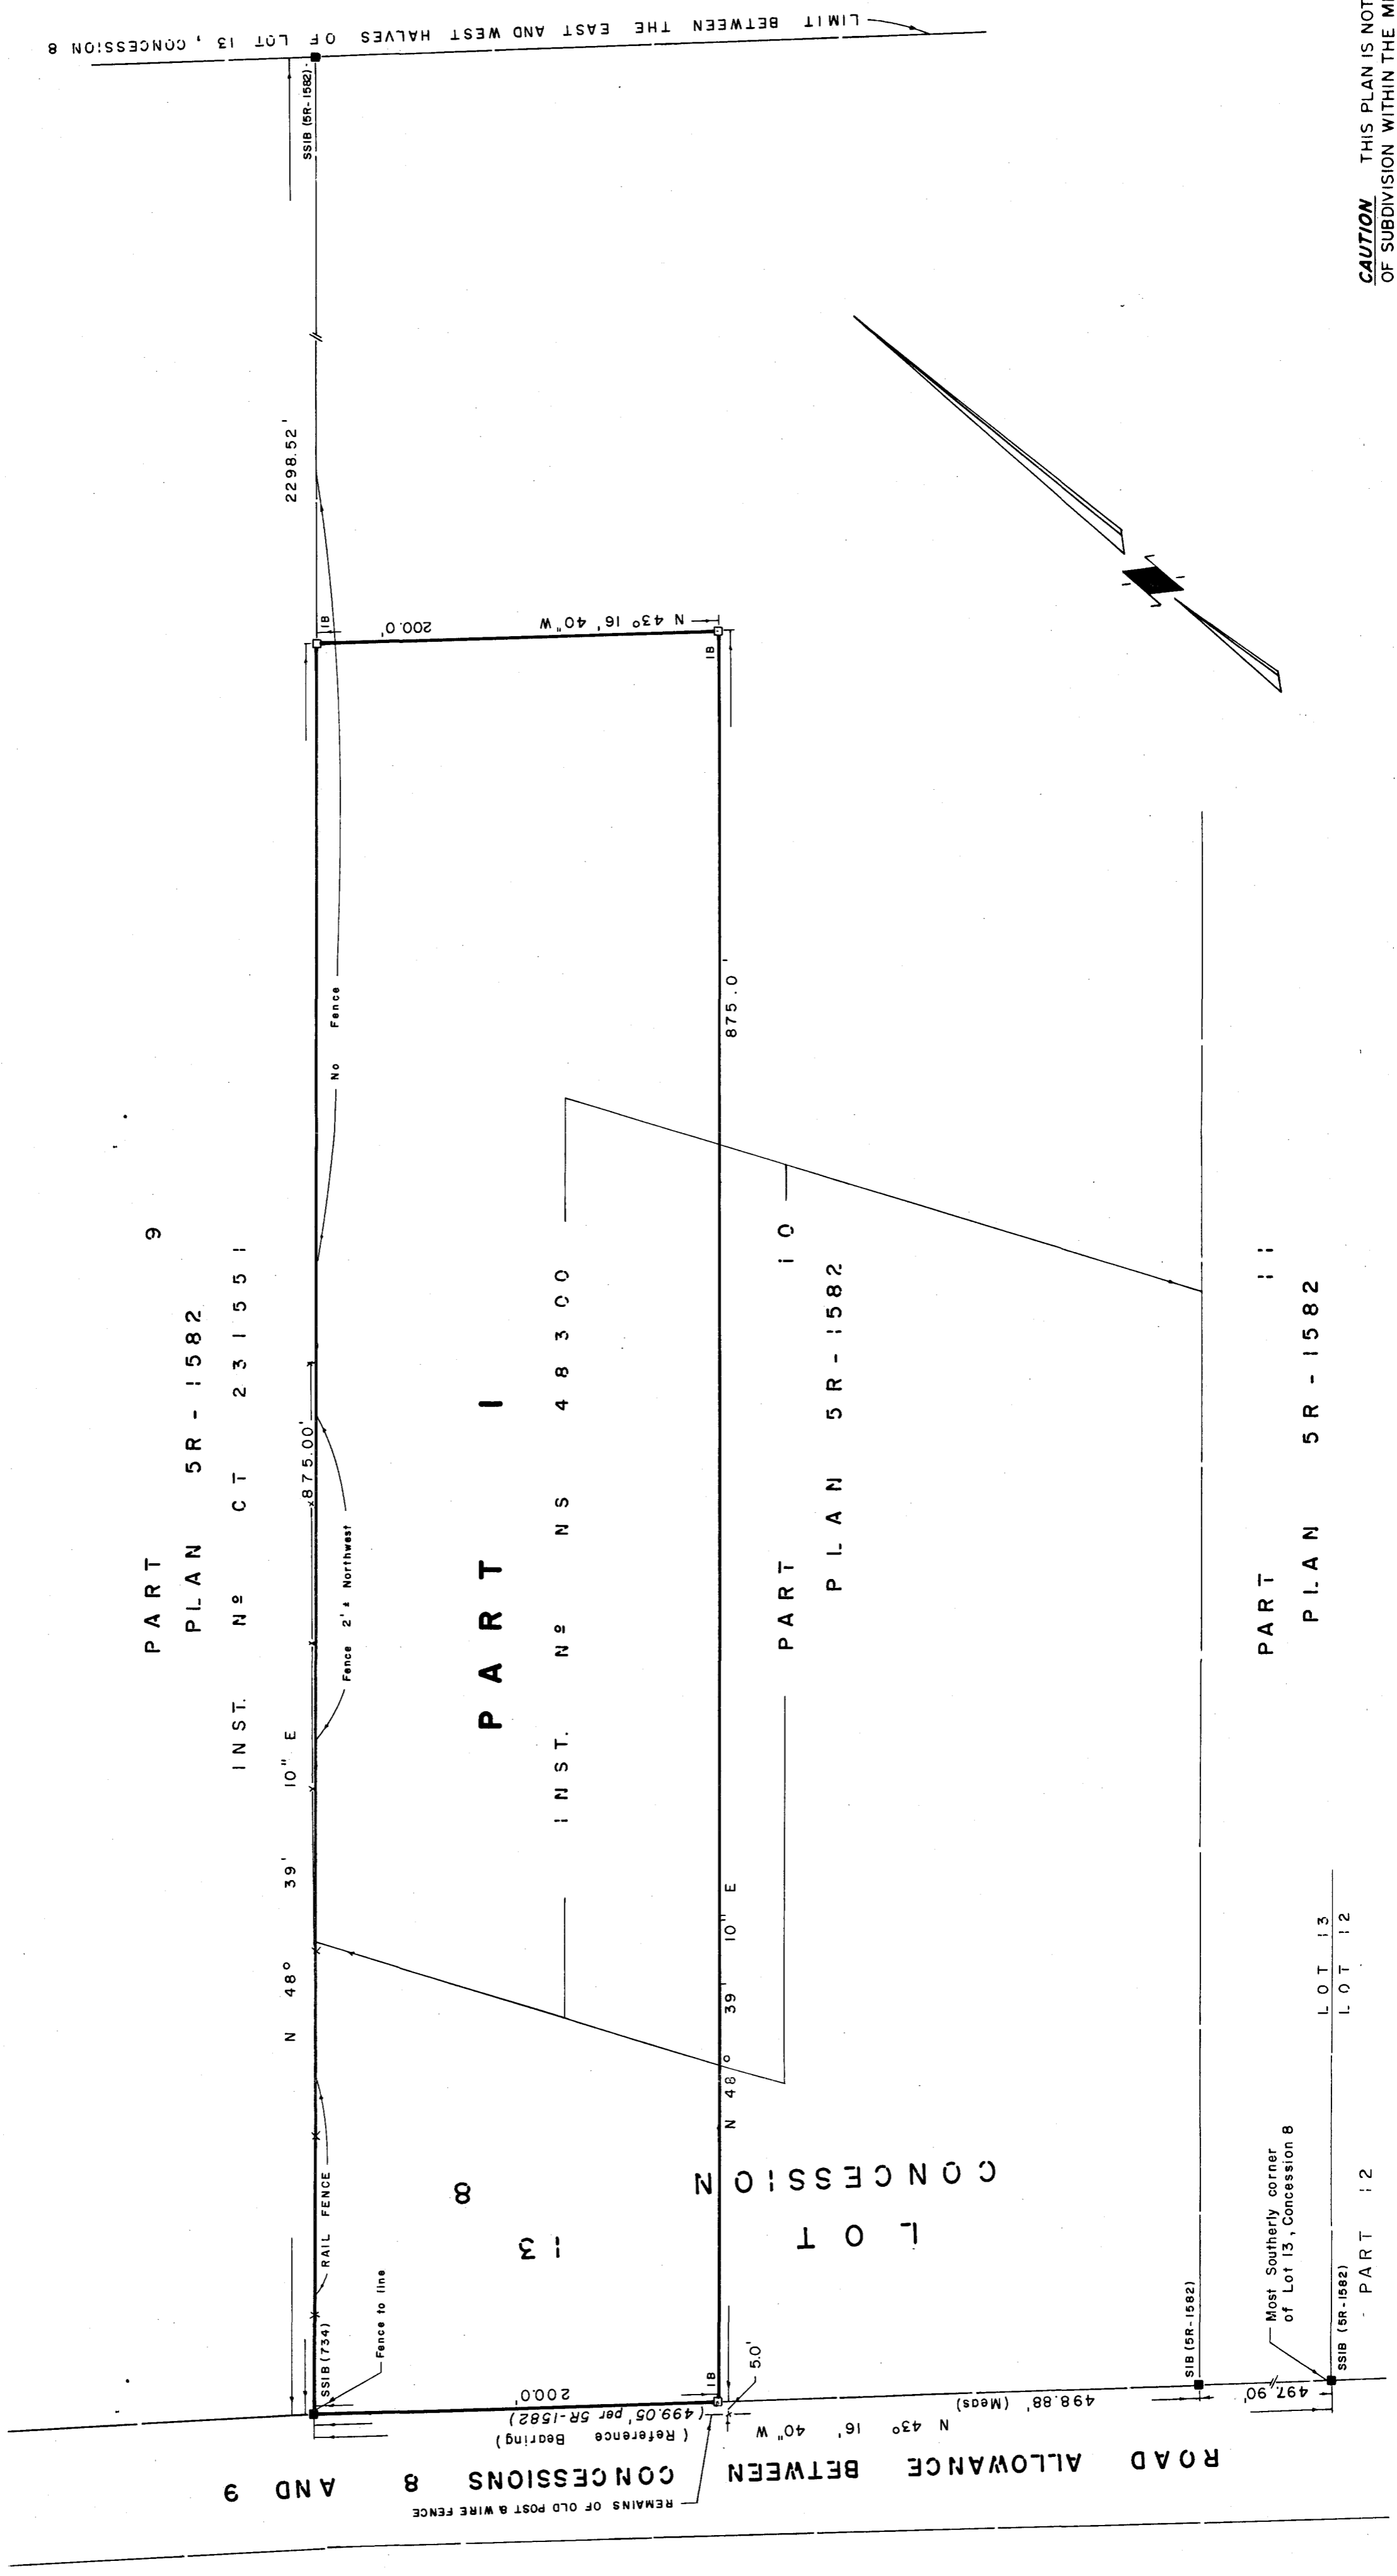 LIMIT BETWEEN THE EAST AND WEST HALVES OF LOT 13, CONCESSION 8
SSIB (5R-1582)
CAUTION THIS PLAN IS NOT
OF SUBDIVISION WITHIN THE
2298.52'
IB
200.0'
N 43° 16' 40" W
IB
PART 9
PLAN 5R-1582
INST. Nº CT 231551
N 48° 39' 10" E
875.00'
No Fence
Fence 2'± Northwest
RAIL FENCE
SSIB (734)
Fence to line
PART 1
INST. Nº NS 48300
875.0'
N 48° 39' 10" E
PART 10
PLAN 5R-1582
LOT 13
CONCESSION 8
200.0'
IB
5.0'
(499.05' per 5R-1582)
(Reference Bearing)
N 43° 16' 40" W
498.88' (Meas)
SIB (5R-1582)
497.90'
PART 11
PLAN 5R-1582
LOT 13
LOT 12
Most Southerly corner
of Lot 13, Concession 8
SSIB (5R-1582)
PART 12
REMAINS OF OLD POST & WIRE FENCE
ROAD ALLOWANCE BETWEEN CONCESSIONS 8 AND 9